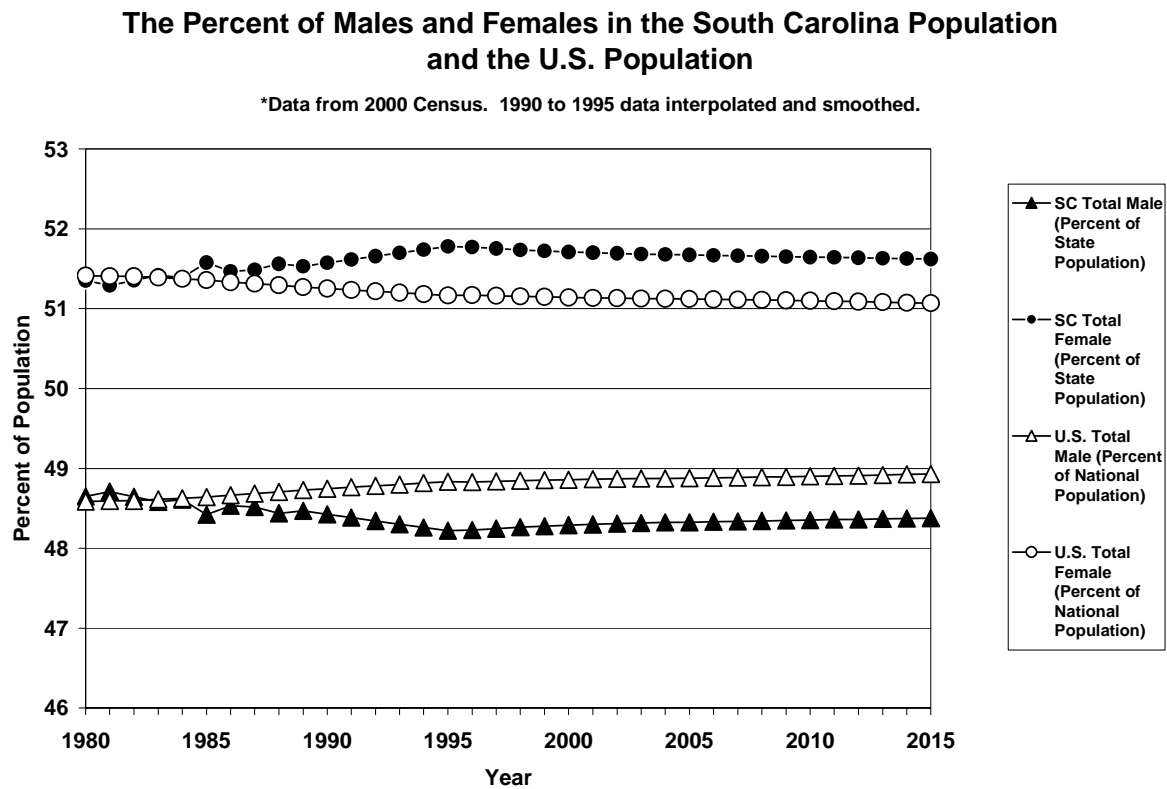 The Percent of Males and Females in the South Carolina Population
and the U.S. Population
*Data from 2000 Census. 1990 to 1995 data interpolated and smoothed.
53
52
51
50
49
48
47
46
Percent of Population
1980
1985
1990
1995
2000
2005
2010
2015
Year
SC Total Male
(Percent of
State
Population)
SC Total
Female
(Percent of
State
Population)
U.S. Total
Male (Percent
of National
Population)
U.S. Total
Female
(Percent of
National
Population)